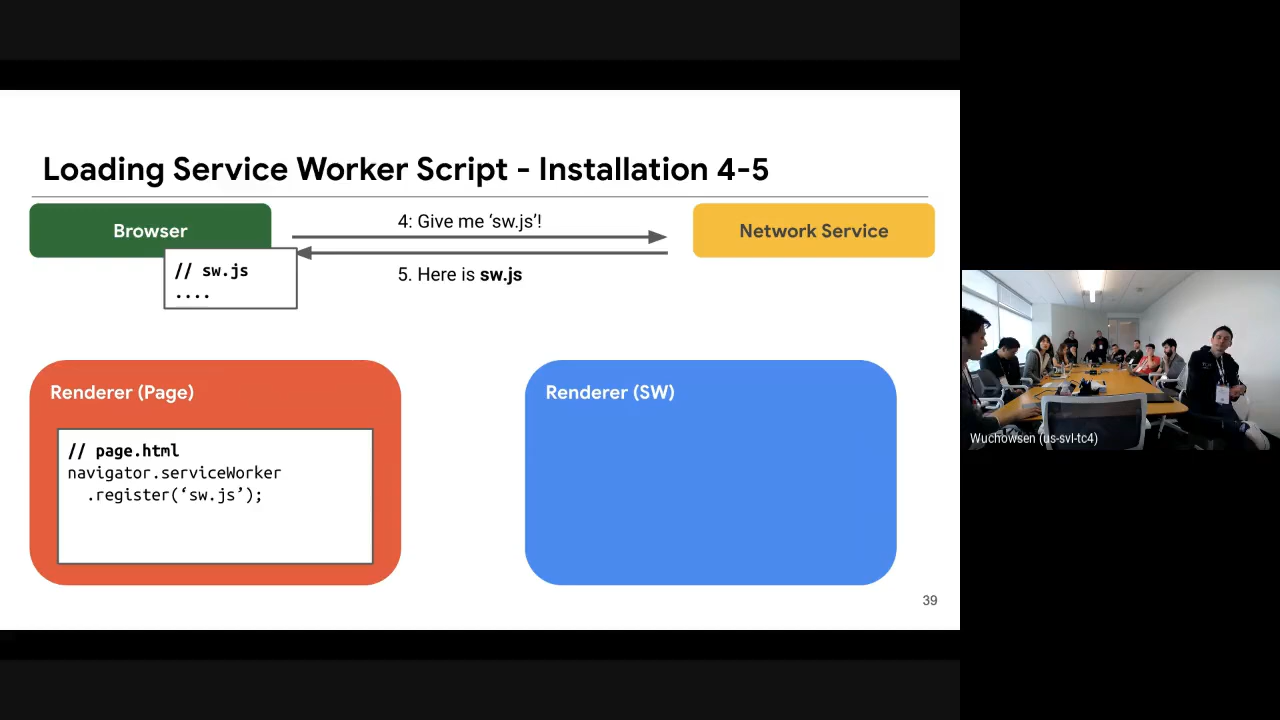 Loading Service Worker Script - Installation 4-5
Browser
4: Give me ‘sw.js’!
Network Service
// sw.js
....
5. Here is sw.js
Renderer (Page)
// page.html
navigator.serviceWorker
.register(‘sw.js’);
Renderer (SW)
39
Wuchowsen (us-svl-tc4)